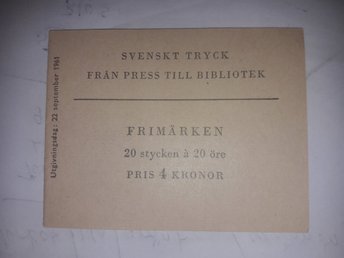 SVENSKT TRYCK
FRÅN PRESS TILL BIBLIOTEK
FRIMÄRKEN
20 stycken à 20 öre
PRIS 4 KRONOR
Utgivningsdag: 22 september 1961